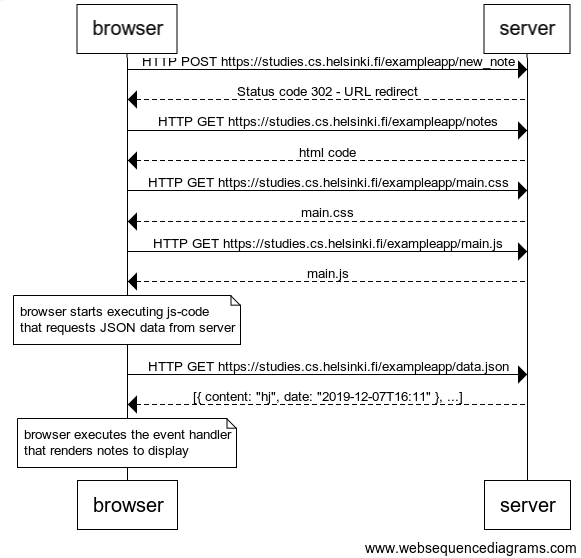 browser server
HTTP POST https://studies.cs.helsinki.fi/exampleapp/new_note
Status code 302 - URL redirect
HTTP GET https://studies.cs.helsinki.fi/exampleapp/notes
html code
HTTP GET https://studies.cs.helsinki.fi/exampleapp/main.css
main.css
HTTP GET https://studies.cs.helsinki.fi/exampleapp/main.js
main.js
browser starts executing js-code
that requests JSON data from server
HTTP GET https://studies.cs.helsinki.fi/exampleapp/data.json
[{ content: "hj", date: "2019-12-07T16:11" }, ...]
browser executes the event handler
that renders notes to display
browser server
www.websequencediagrams.com